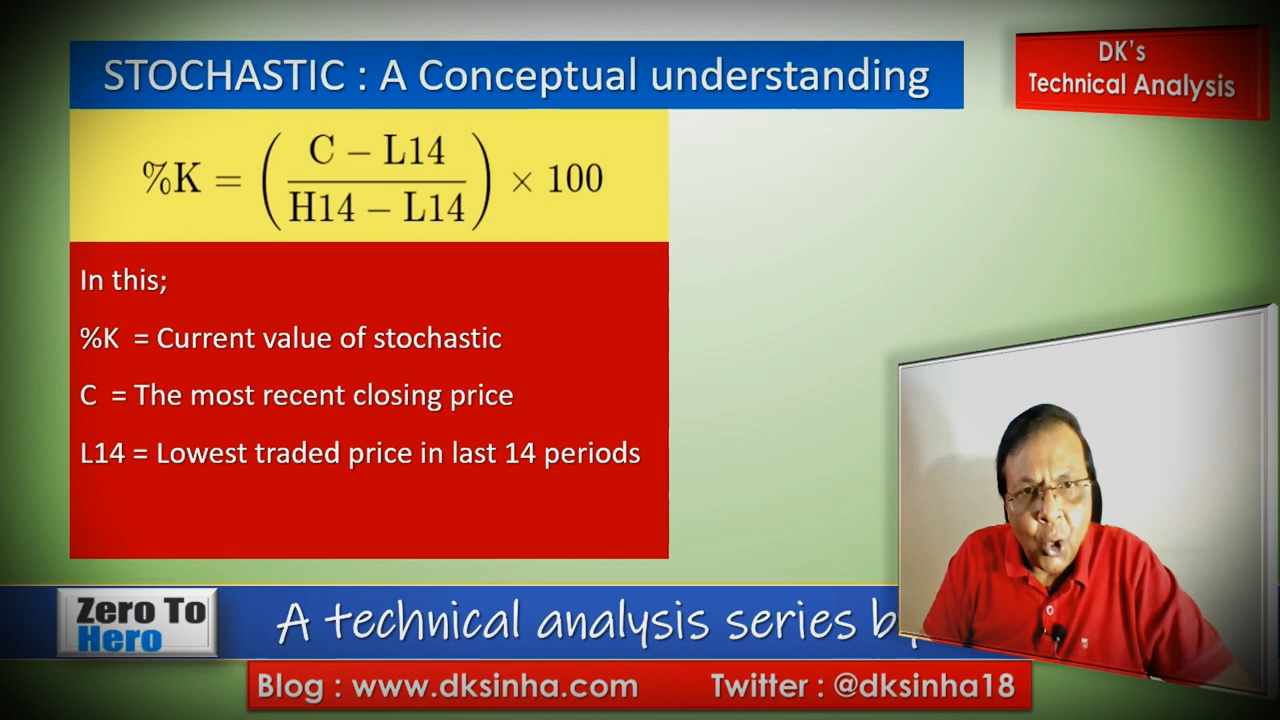 STOCHASTIC : A Conceptual understanding
DK's
Technical Analysis
%K = ( C − L14 / H14 − L14 ) × 100
In this;
%K = Current value of stochastic
C = The most recent closing price
L14 = Lowest traded price in last 14 periods
Zero To
Hero
A technical analysis series
Blog : www.dksinha.com Twitter : @dksinha18